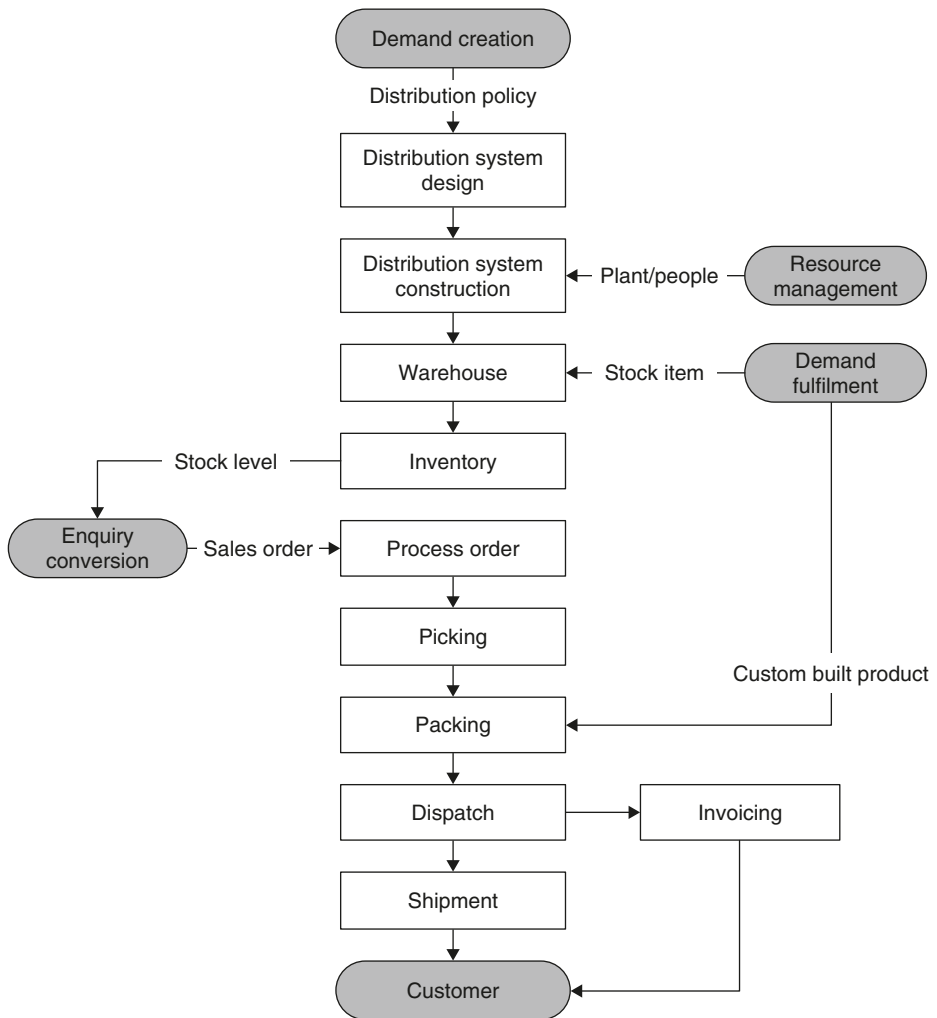 Demand creation
Distribution policy
Distribution system
design
Distribution system
construction
Plant/people
Resource
management
Warehouse
Stock item
Demand
fulfilment
Stock level
Inventory
Enquiry
conversion
Sales order
Process order
Picking
Custom built product
Packing
Dispatch
Invoicing
Shipment
Customer